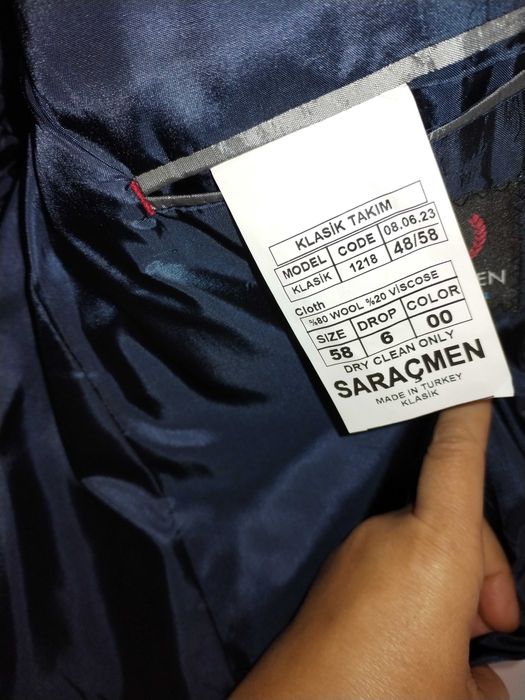 KLASİK TAKIM
MODEL CODE 08.06.23
KLASİK 1218 48/58
Cloth
%80 WOOL %20 VİSCOSE
SIZE DROP COLOR
58 6 00
DRY CLEAN ONLY
SARAÇMEN
MADE IN TURKEY
KLASİK
MEN